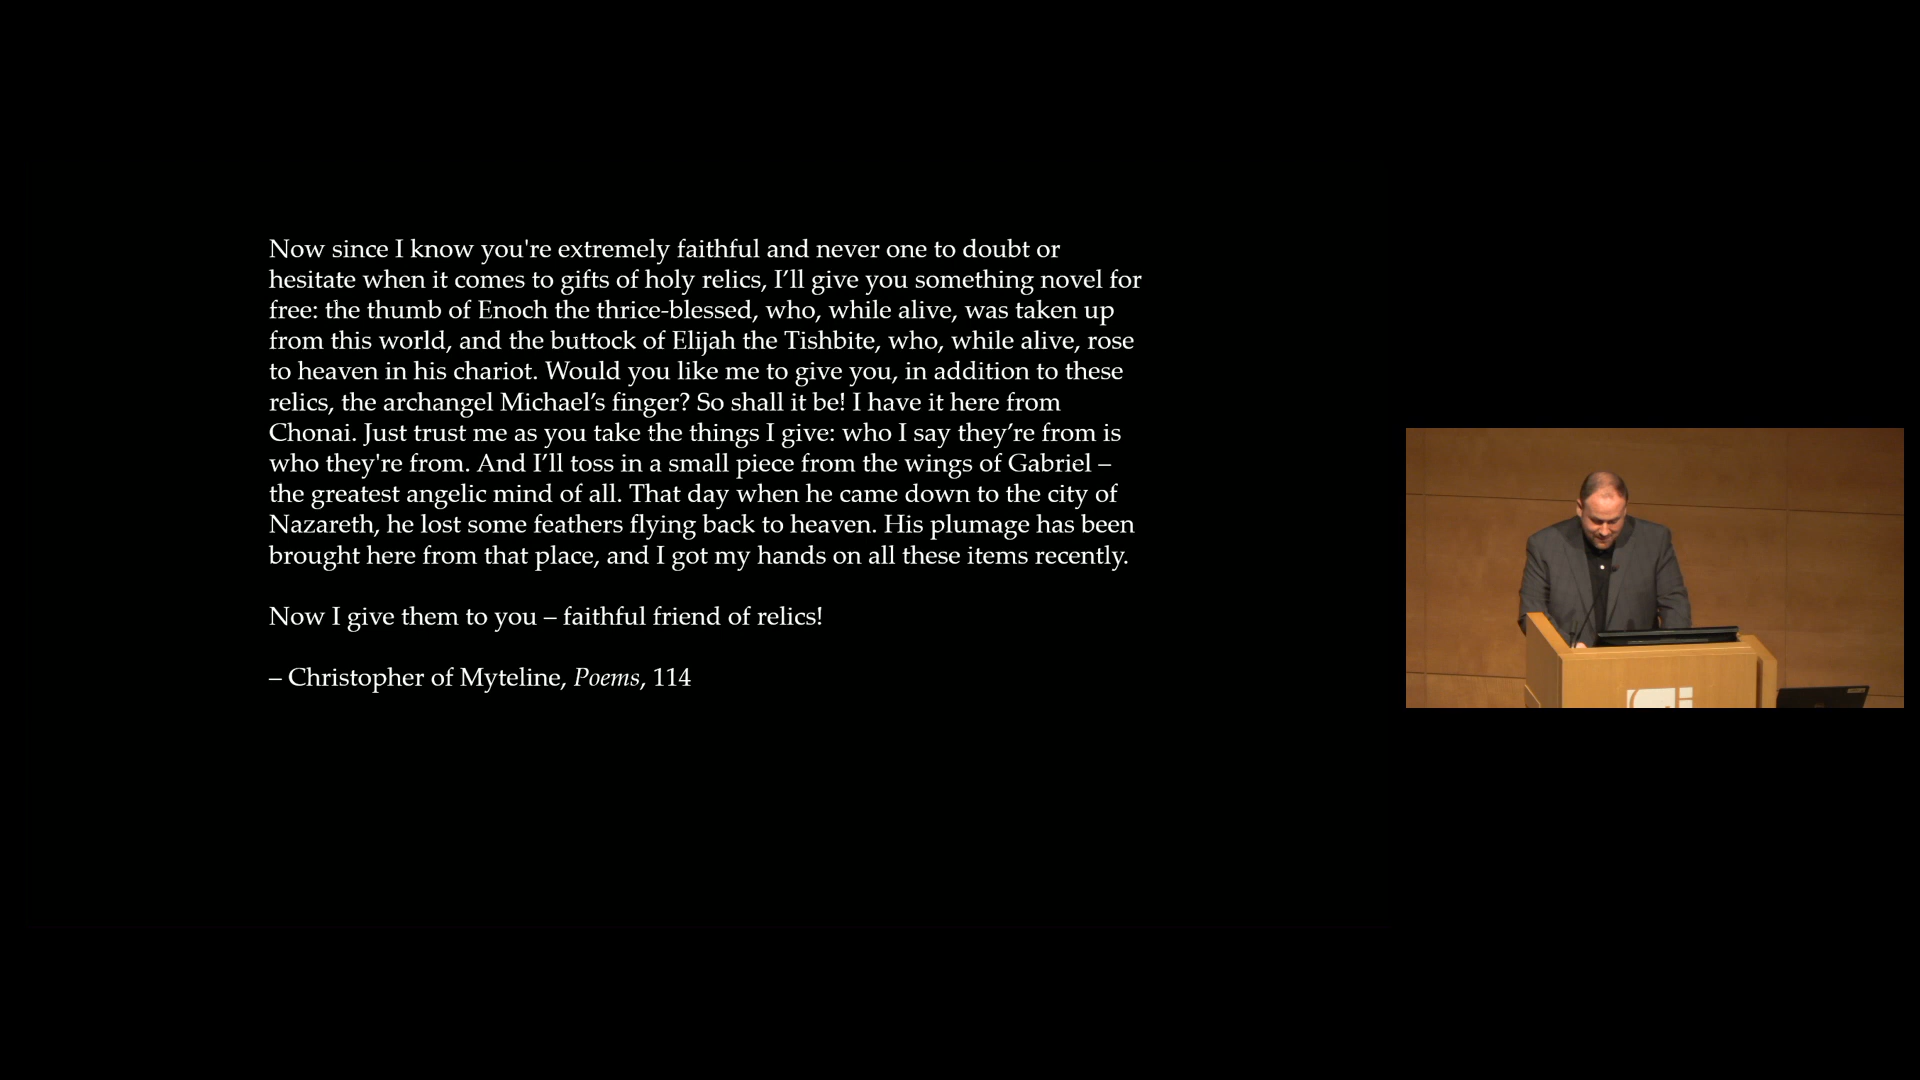 Now since I know you're extremely faithful and never one to doubt or
hesitate when it comes to gifts of holy relics, I’ll give you something novel for
free: the thumb of Enoch the thrice-blessed, who, while alive, was taken up
from this world, and the buttock of Elijah the Tishbite, who, while alive, rose
to heaven in his chariot. Would you like me to give you, in addition to these
relics, the archangel Michael’s finger? So shall it be! I have it here from
Chonai. Just trust me as you take the things I give: who I say they’re from is
who they're from. And I’ll toss in a small piece from the wings of Gabriel –
the greatest angelic mind of all. That day when he came down to the city of
Nazareth, he lost some feathers flying back to heaven. His plumage has been
brought here from that place, and I got my hands on all these items recently.
Now I give them to you – faithful friend of relics!
– Christopher of Myteline, Poems, 114